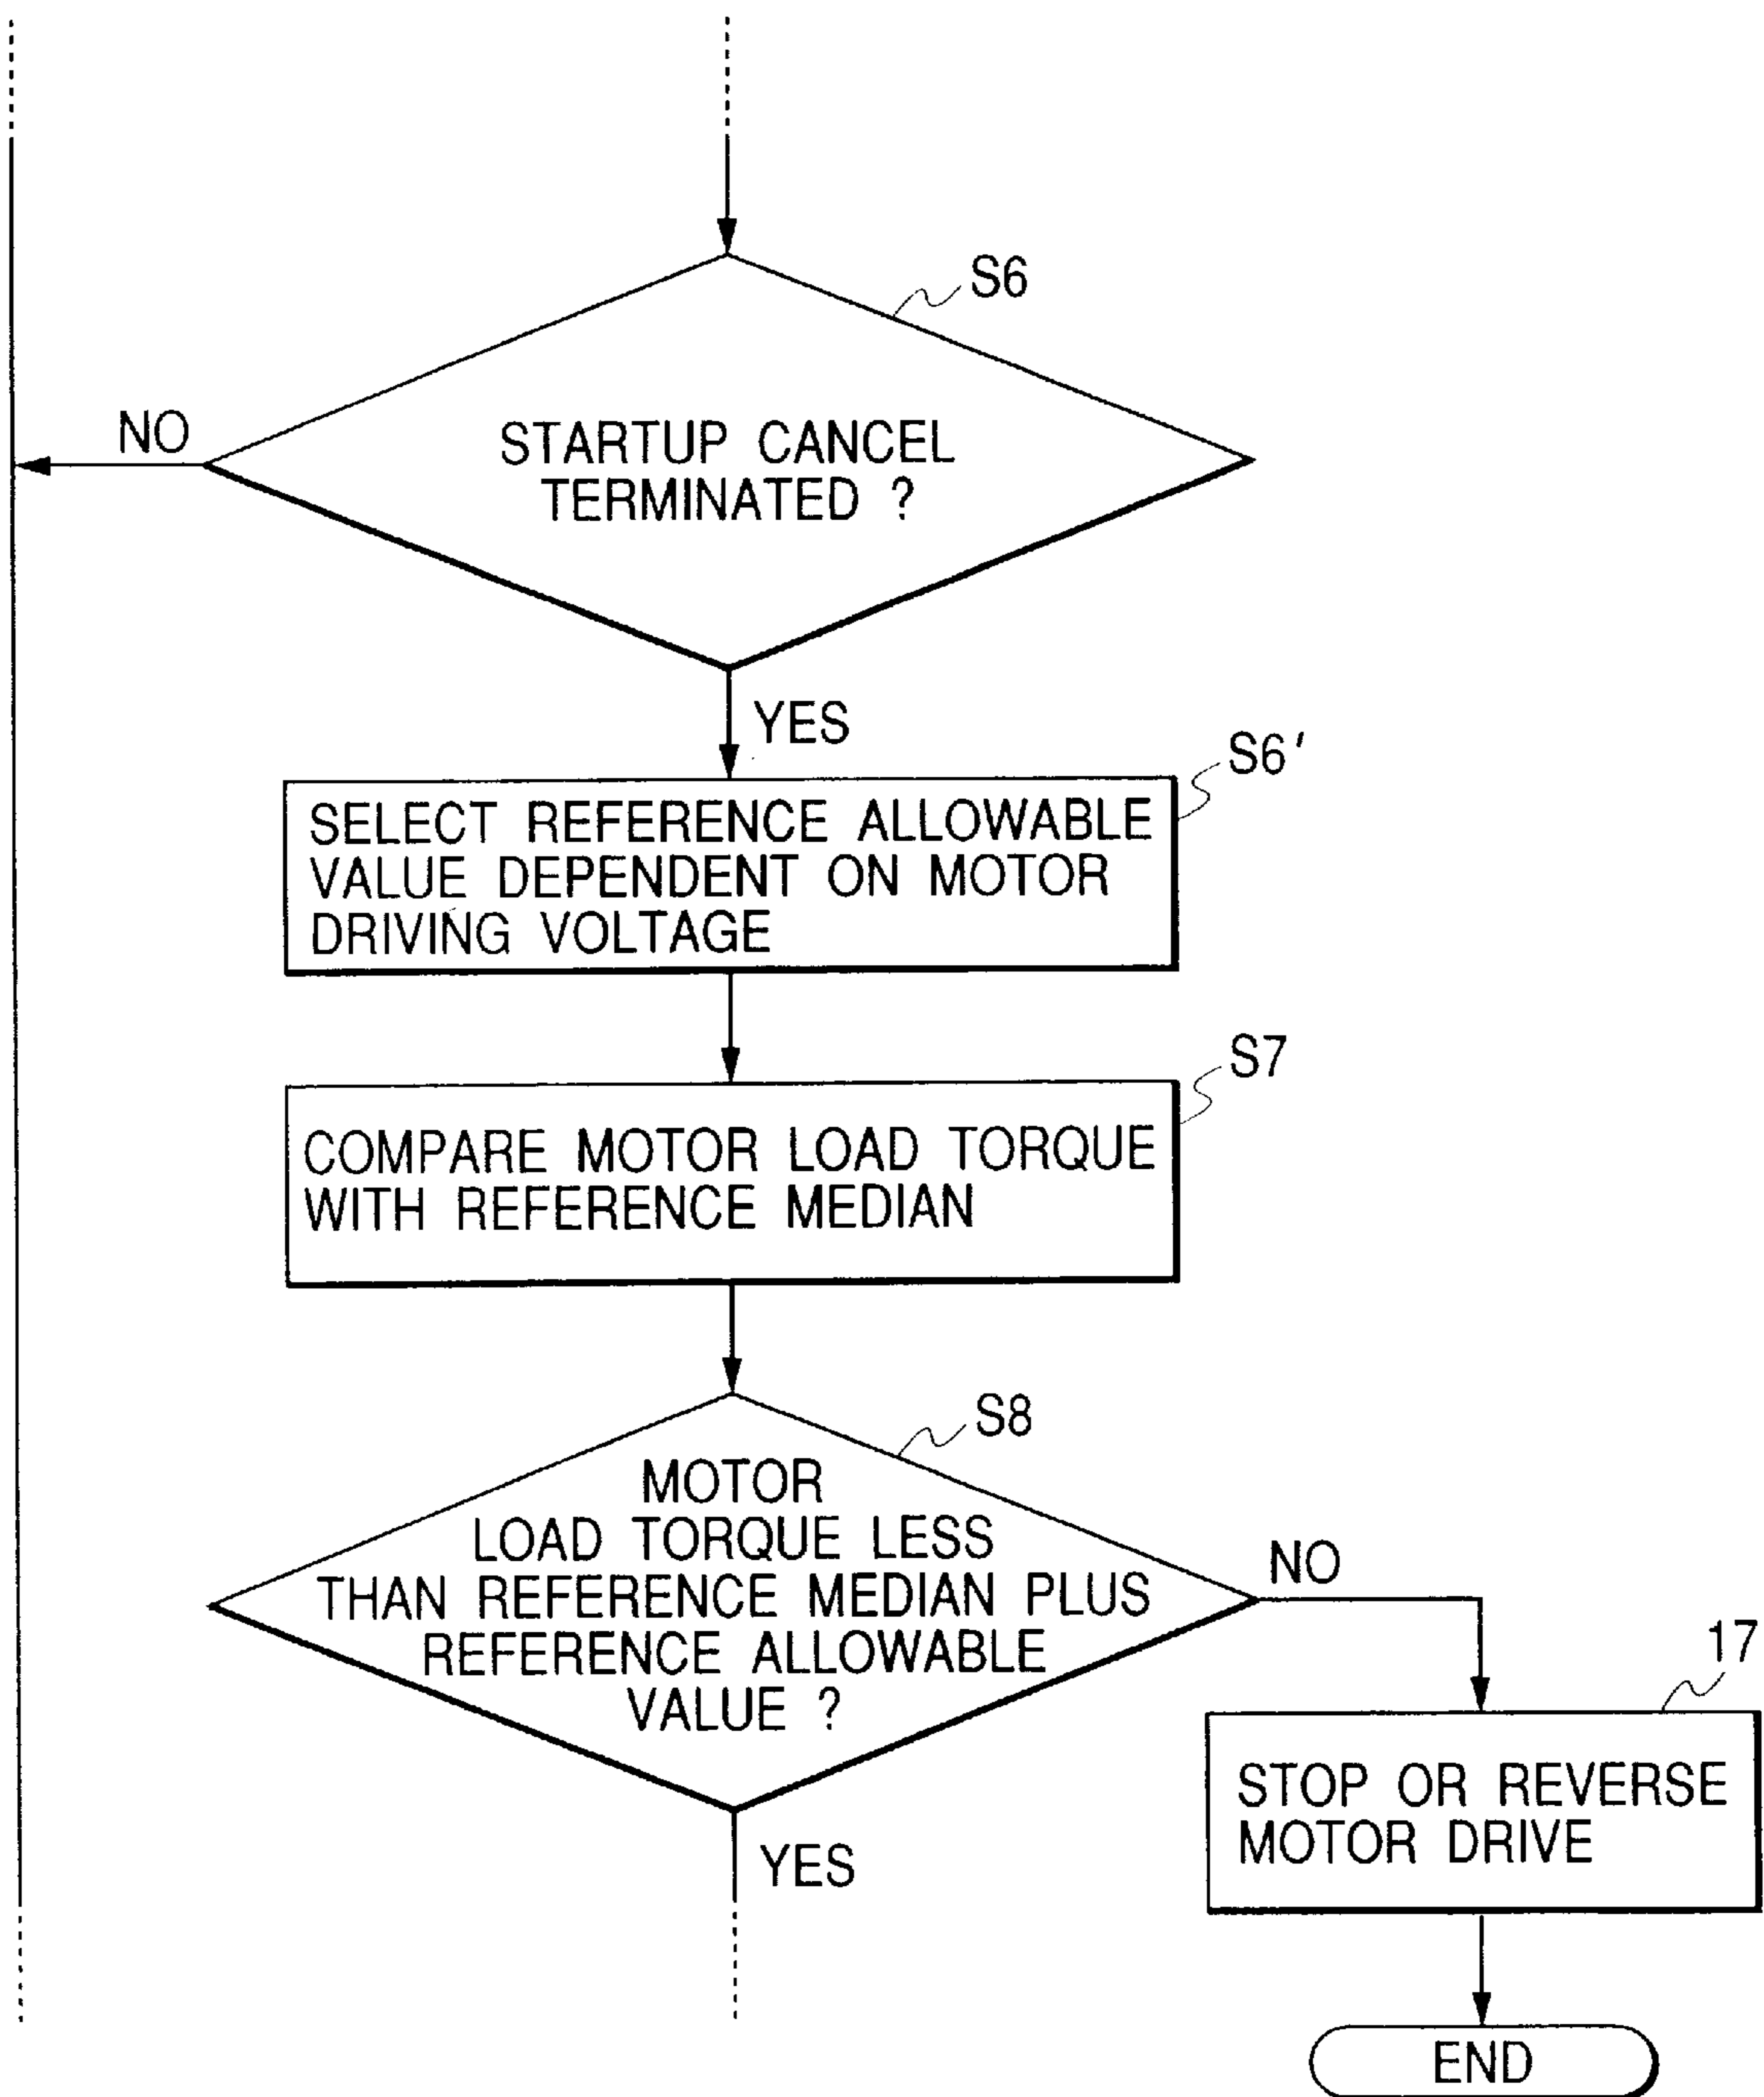 S6
NO
STARTUP CANCEL
TERMINATED ?
YES
S6'
SELECT REFERENCE ALLOWABLE
VALUE DEPENDENT ON MOTOR
DRIVING VOLTAGE
S7
COMPARE MOTOR LOAD TORQUE
WITH REFERENCE MEDIAN
S8
MOTOR
LOAD TORQUE LESS
THAN REFERENCE MEDIAN PLUS
REFERENCE ALLOWABLE
VALUE ?
NO
17
STOP OR REVERSE
MOTOR DRIVE
YES
END